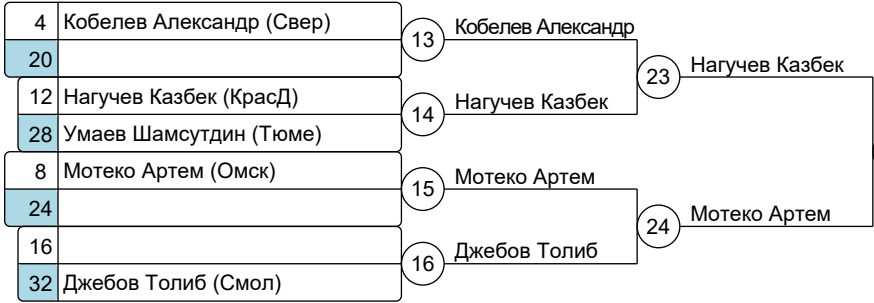 4 Кобелев Александр (Свер)
20
12 Нагучев Казбек (КрасД)
28 Умаев Шамсутдин (Тюме)
8 Мотеко Артем (Омск)
24
16
32 Джебов Толиб (Смол)
13 Кобелев Александр
14 Нагучев Казбек
15 Мотеко Артем
16 Джебов Толиб
23 Нагучев Казбек
24 Мотеко Артем